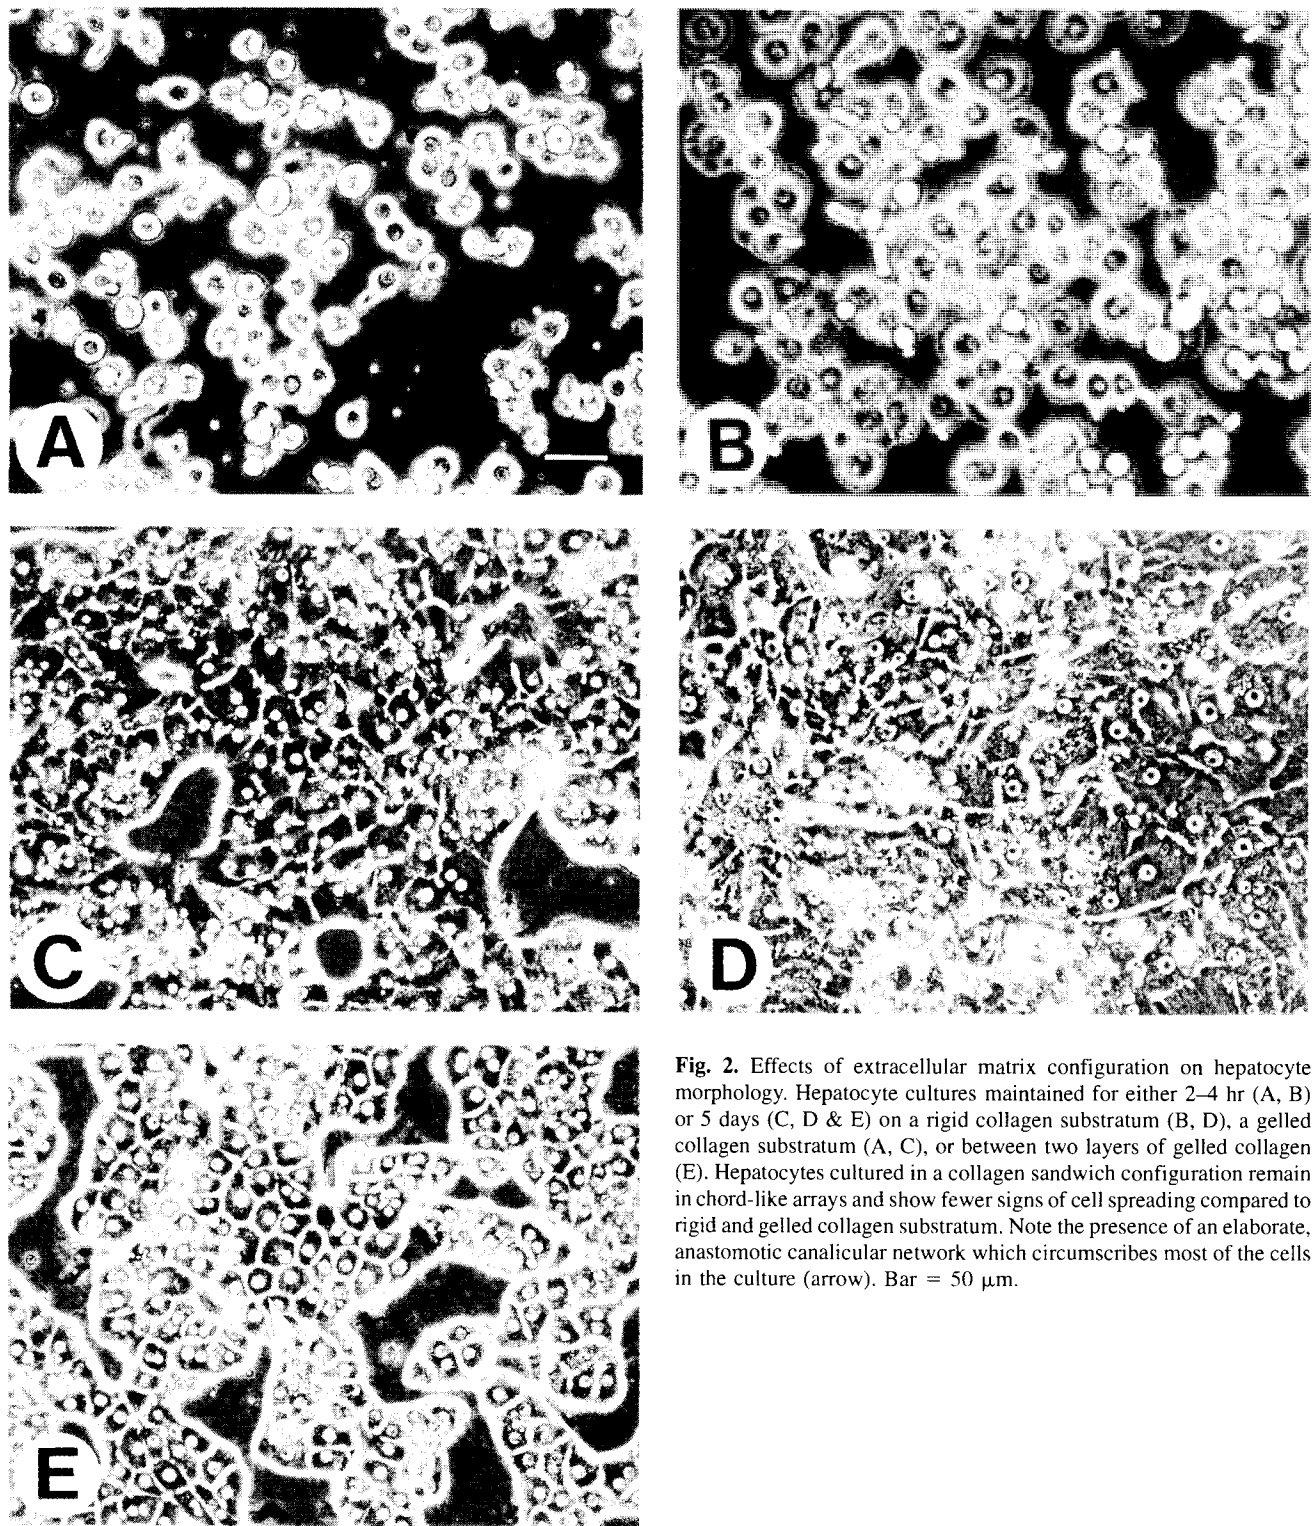 A
B
C
D
E
Fig. 2. Effects of extracellular matrix configuration on hepatocyte
morphology. Hepatocyte cultures maintained for either 2–4 hr (A, B)
or 5 days (C, D & E) on a rigid collagen substratum (B, D), a gelled
collagen substratum (A, C), or between two layers of gelled collagen
(E). Hepatocytes cultured in a collagen sandwich configuration remain
in chord-like arrays and show fewer signs of cell spreading compared to
rigid and gelled collagen substratum. Note the presence of an elaborate,
anastomotic canalicular network which circumscribes most of the cells
in the culture (arrow). Bar = 50 μm.